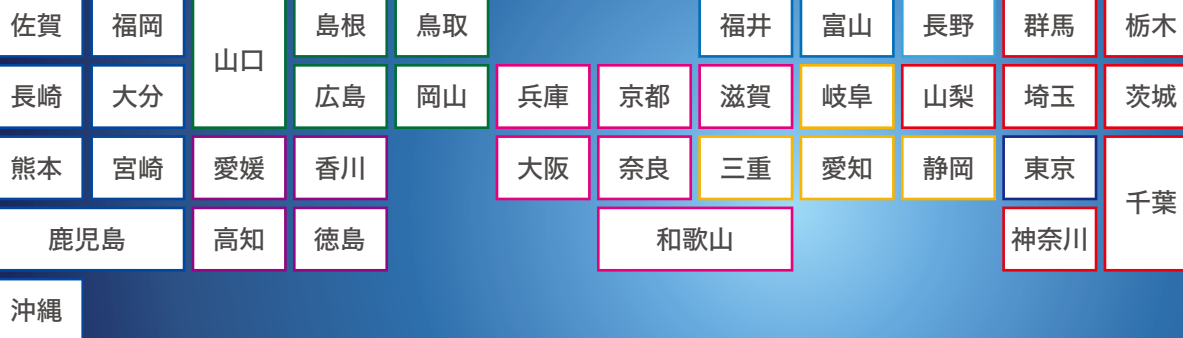 佐賀 福岡 山口 島根 鳥取 福井 富山 長野 群馬 栃木
長崎 大分 広島 岡山 兵庫 京都 滋賀 岐阜 山梨 埼玉 茨城
熊本 宮崎 愛媛 香川 大阪 奈良 三重 愛知 静岡 東京 千葉
鹿児島 高知 徳島 和歌山 神奈川
沖縄